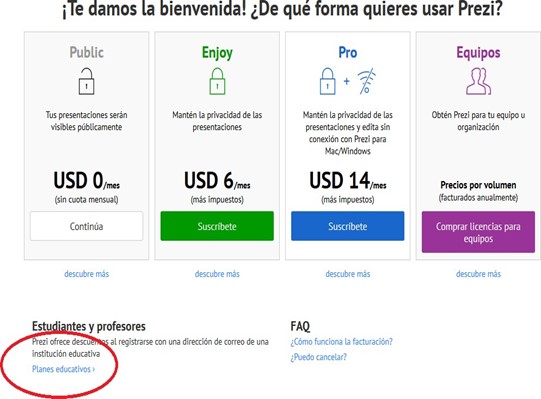 ¡Te damos la bienvenida! ¿De qué forma quieres usar Prezi?
Public
Tus presentaciones serán
visibles públicamente
USD 0/mes
(sin cuota mensual)
Continúa
descubre más
Enjoy
Mantén la privacidad de las
presentaciones
USD 6/mes
(más impuestos)
Suscríbete
descubre más
Pro
+
Mantén la privacidad de las
presentaciones y edita sin
conexión con Prezi para
Mac/Windows
USD 14/mes
(más impuestos)
Suscríbete
descubre más
Equipos
Obtén Prezi para tu equipo u
organización
Precios por volumen
(facturados anualmente)
Comprar licencias para
equipos
descubre más
Estudiantes y profesores
Prezi ofrece descuentos al registrarse con una dirección de correo de una
institución educativa
Planes educativos ›
FAQ
¿Cómo funciona la facturación?
¿Puedo cancelar?